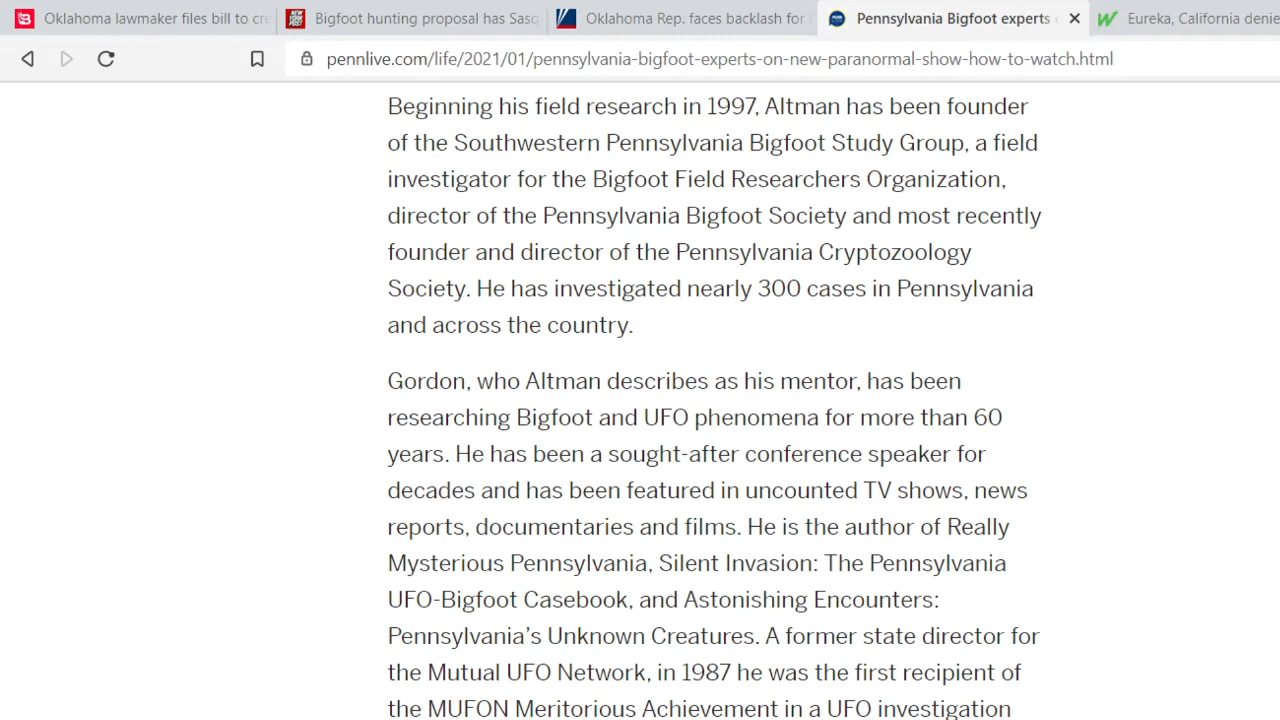 Oklahoma lawmaker files bill to cre
Bigfoot hunting proposal has Sasq
Oklahoma Rep. faces backlash for
Pennsylvania Bigfoot experts
Eureka, California denie
pennlive.com/life/2021/01/pennsylvania-bigfoot-experts-on-new-paranormal-show-how-to-watch.html
Beginning his field research in 1997, Altman has been founder
of the Southwestern Pennsylvania Bigfoot Study Group, a field
investigator for the Bigfoot Field Researchers Organization,
director of the Pennsylvania Bigfoot Society and most recently
founder and director of the Pennsylvania Cryptozoology
Society. He has investigated nearly 300 cases in Pennsylvania
and across the country.
Gordon, who Altman describes as his mentor, has been
researching Bigfoot and UFO phenomena for more than 60
years. He has been a sought-after conference speaker for
decades and has been featured in uncounted TV shows, news
reports, documentaries and films. He is the author of Really
Mysterious Pennsylvania, Silent Invasion: The Pennsylvania
UFO-Bigfoot Casebook, and Astonishing Encounters:
Pennsylvania's Unknown Creatures. A former state director for
the Mutual UFO Network, in 1987 he was the first recipient of
the MUFON Meritorious Achievement in a UFO investigation